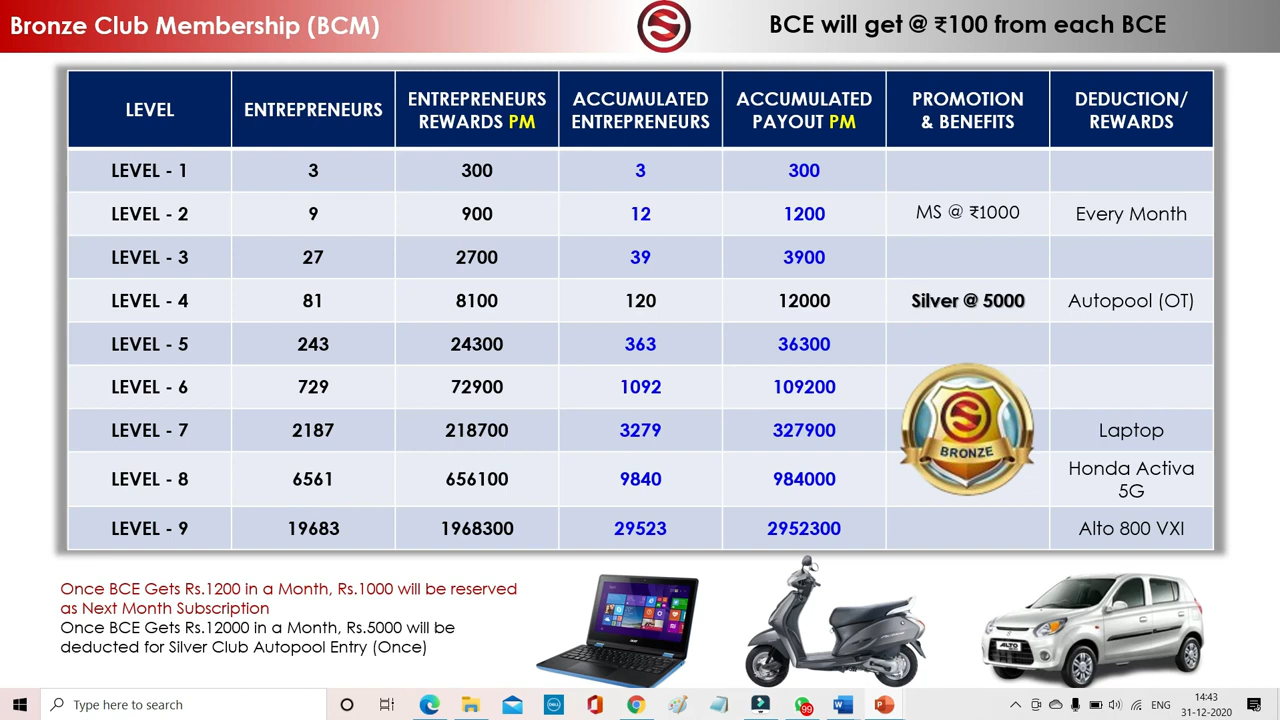 Bronze Club Membership (BCM)
BCE will get @ ₹100 from each BCE
LEVEL
ENTREPRENEURS
ENTREPRENEURS
REWARDS PM
ACCUMULATED
ENTREPRENEURS
ACCUMULATED
PAYOUT PM
PROMOTION
& BENEFITS
DEDUCTION/
REWARDS
LEVEL - 1 3 300 3 300
LEVEL - 2 9 900 12 1200 MS @ ₹1000 Every Month
LEVEL - 3 27 2700 39 3900
LEVEL - 4 81 8100 120 12000 Silver @ 5000 Autopool (OT)
LEVEL - 5 243 24300 363 36300
LEVEL - 6 729 72900 1092 109200
LEVEL - 7 2187 218700 3279 327900 Laptop
BRONZE
LEVEL - 8 6561 656100 9840 984000 Honda Activa
5G
LEVEL - 9 19683 1968300 29523 2952300 Alto 800 VXI
Once BCE Gets Rs.1200 in a Month, Rs.1000 will be reserved
as Next Month Subscription
Once BCE Gets Rs.12000 in a Month, Rs.5000 will be
deducted for Silver Club Autopool Entry (Once)
acer
ALTO
Type here to search
DELL
99
ENG
14:43
31-12-2020